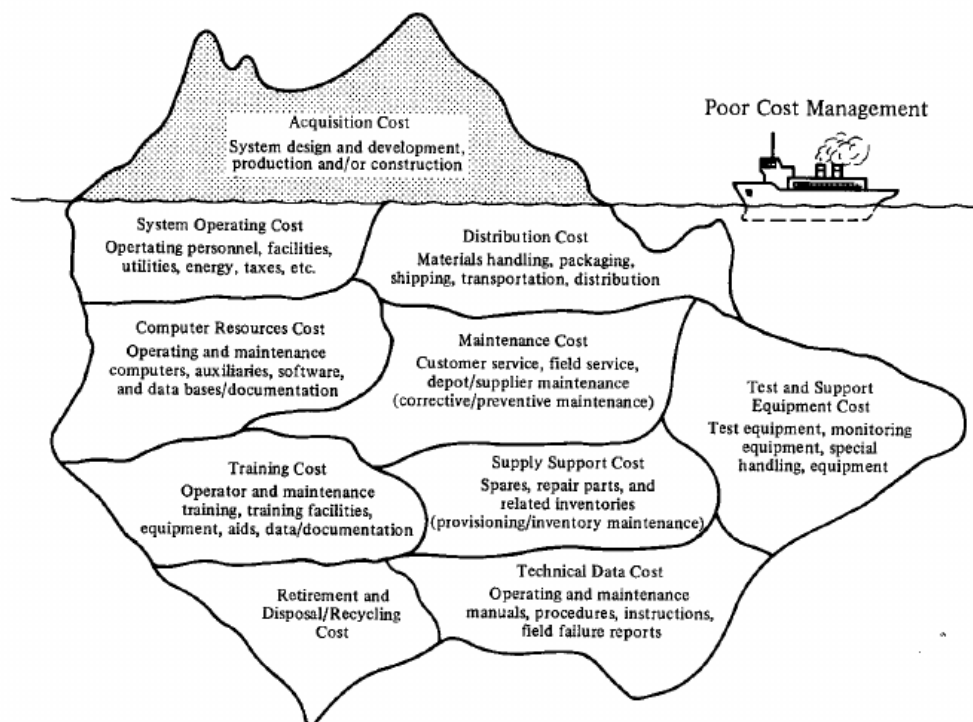 Acquisition Cost
System design and development,
production and/or construction
Poor Cost Management
System Operating Cost
Opertating personnel, facilities,
utilities, energy, taxes, etc.
Distribution Cost
Materials handling, packaging,
shipping, transportation, distribution
Computer Resources Cost
Operating and maintenance
computers, auxiliaries, software,
and data bases/documentation
Maintenance Cost
Customer service, field service,
depot/supplier maintenance
(corrective/preventive maintenance)
Test and Support
Equipment Cost
Test equipment, monitoring
equipment, special
handling, equipment
Training Cost
Operator and maintenance
training, training facilities,
equipment, aids, data/documentation
Supply Support Cost
Spares, repair parts, and
related inventories
(provisioning/inventory maintenance)
Retirement and
Disposal/Recycling
Cost
Technical Data Cost
Operating and maintenance
manuals, procedures, instructions,
field failure reports